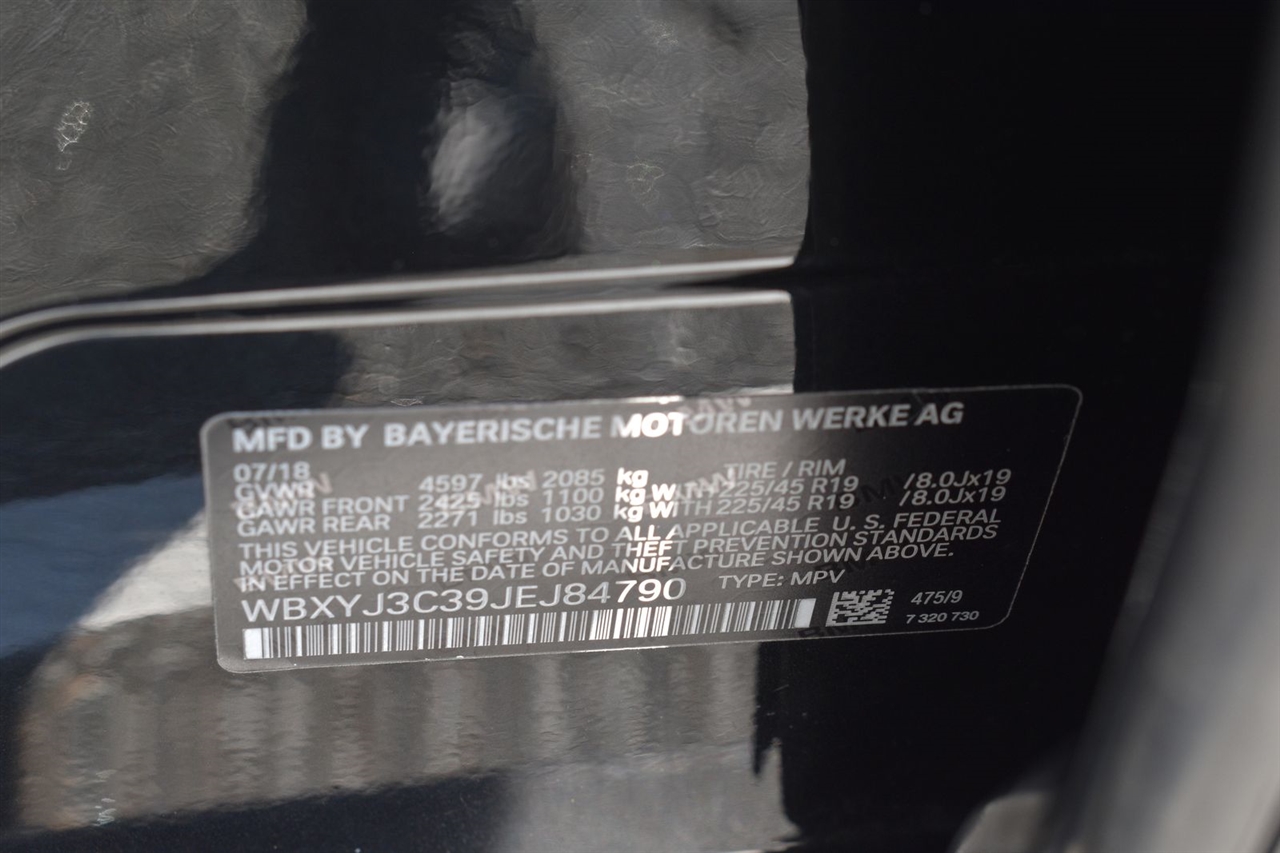 MFD BY BAYERISCHE MOTOREN WERKE AG
07/18 TIRE / RIM
GVWR 4597 lbs 2085 kg
GAWR FRONT 2425 lbs 1100 kg WITH 225/45 R19 /8.0Jx19
GAWR REAR 2271 lbs 1030 kg WITH 225/45 R19 /8.0Jx19
THIS VEHICLE CONFORMS TO ALL APPLICABLE U. S. FEDERAL
MOTOR VEHICLE SAFETY AND THEFT PREVENTION STANDARDS
IN EFFECT ON THE DATE OF MANUFACTURE SHOWN ABOVE.
WBXYJ3C39JEJ84790 TYPE: MPV
475/9
7 320 730